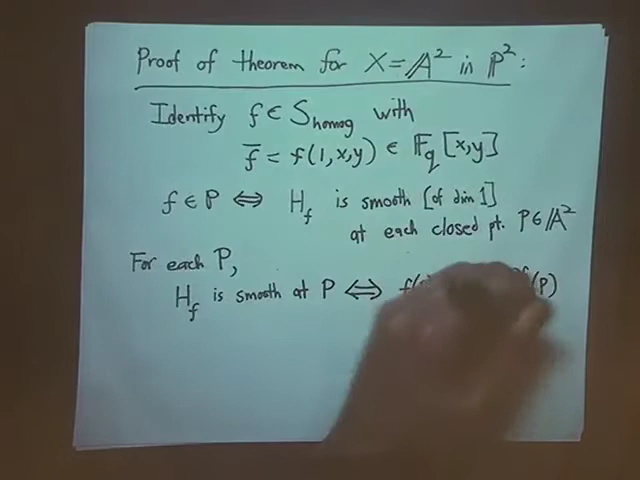 Proof of theorem for X = 𝔸² in ℙ²:
Identify f ∈ S_homog with
f̄ = f(1,x,y) ∈ 𝔽_q[x,y]
f ∈ P ⇔ H_f is smooth [of dim 1]
at each closed pt. P ∈ 𝔸²
For each P,
H_f is smooth at P ⇔ f( (P)